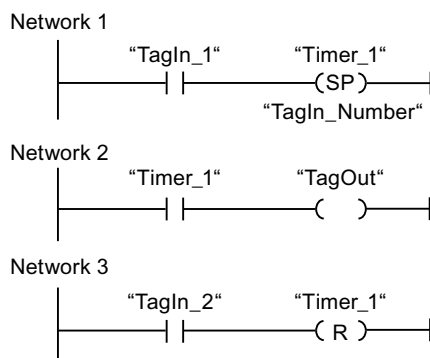 Network 1
“TagIn_1“ “Timer_1“
SP
“TagIn_Number“
Network 2
“Timer_1“ “TagOut“
Network 3
“TagIn_2“ “Timer_1“
R